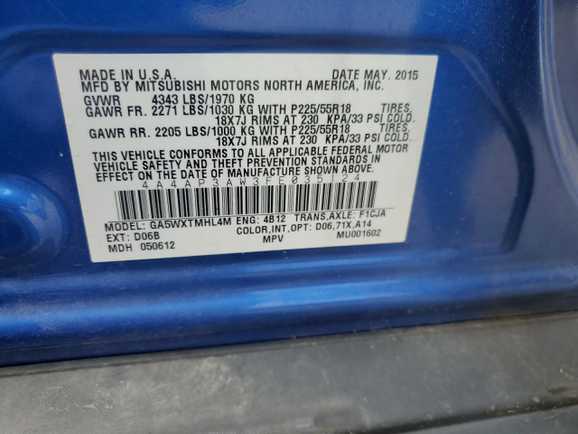 MADE IN U.S.A. DATE MAY. 2015
MFD BY MITSUBISHI MOTORS NORTH AMERICA, INC.
GVWR 4343 LBS/1970 KG
GAWR FR. 2271 LBS/1030 KG WITH P225/55R18 TIRES,
18X7J RIMS AT 230 KPA/33 PSI COLD.
GAWR RR. 2205 LBS/1000 KG WITH P225/55R18 TIRES,
18X7J RIMS AT 230 KPA/33 PSI COLD.
THIS VEHICLE CONFORMS TO ALL APPLICABLE FEDERAL MOTOR
VEHICLE SAFETY AND THEFT PREVENTION STANDARDS IN
EFFECT ON THE DATE OF MANUFACTURE SHOWN ABOVE.
4A4AP3AW3FE035124
MODEL: GA5WXTMHL4M ENG: 4B12 TRANS,AXLE: F1CJA
EXT: D06B COLOR,INT,OPT: D06,71X,A14
MDH 050612 MPV MU001602